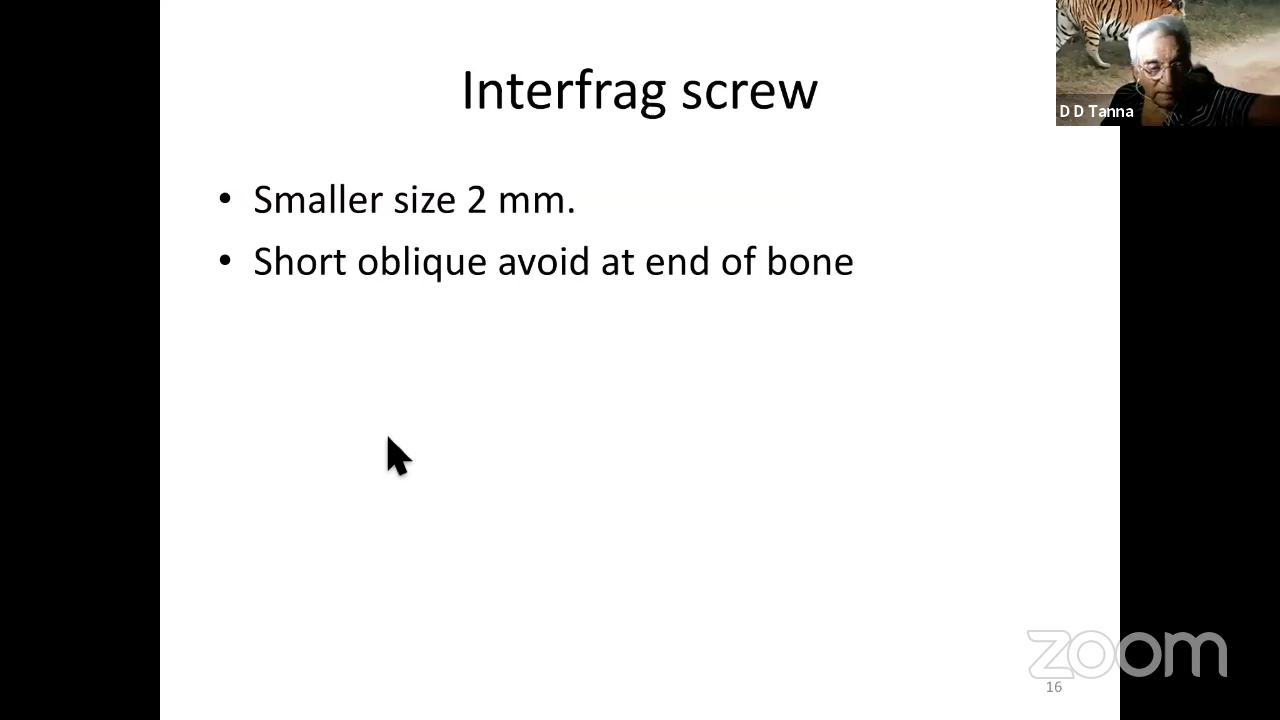 Interfrag screw
D D Tanna
• Smaller size 2 mm.
• Short oblique avoid at end of bone
zoom
16